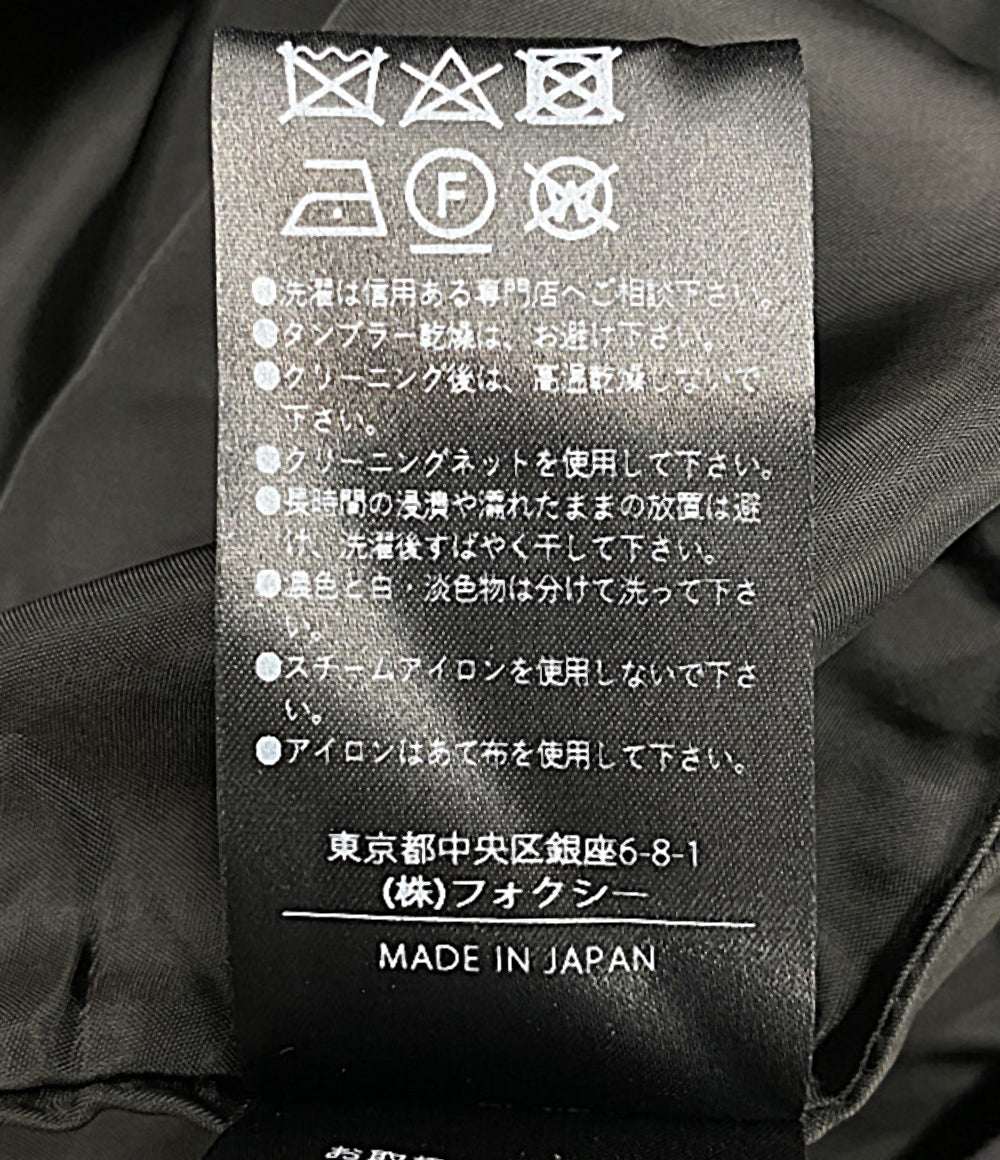 F
W
●洗濯は信用ある専門店へご相談下さい。
●タンブラー乾燥は、お避け下さい。
●クリーニング後は、高温乾燥しないで
下さい。
●クリーニングネットを使用して下さい。
●長時間の浸漬や濡れたままの放置は避
け、洗濯後すばやく干して下さい。
●濃色と白・淡色物は分けて洗って下さ
い。
●スチームアイロンを使用しないで下さ
い。
●アイロンはあて布を使用して下さい。
東京都中央区銀座6-8-1
(株)フォクシー
MADE IN JAPAN
お取扱